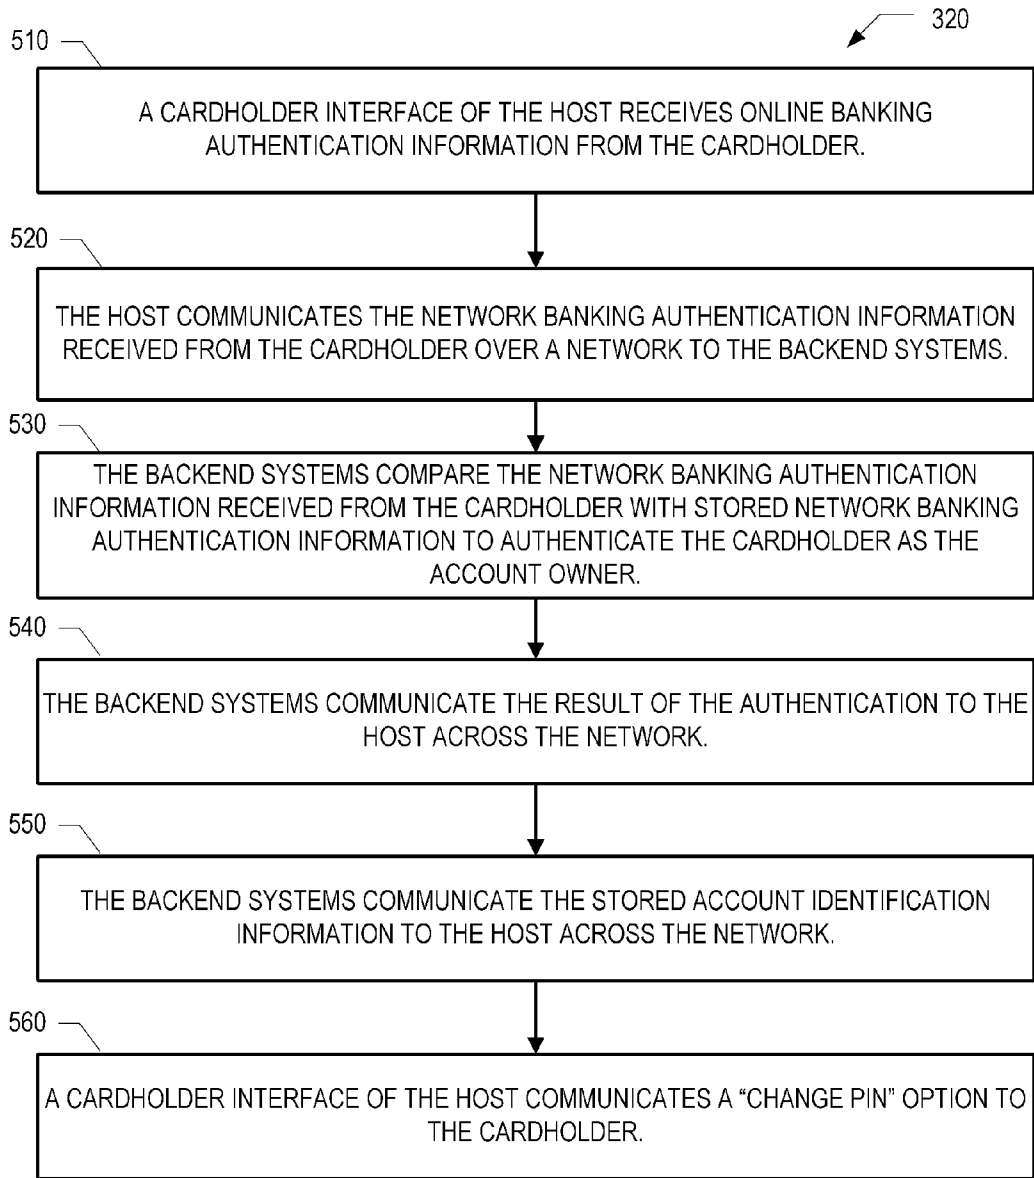 320
510
A CARDHOLDER INTERFACE OF THE HOST RECEIVES ONLINE BANKING
AUTHENTICATION INFORMATION FROM THE CARDHOLDER.
520
THE HOST COMMUNICATES THE NETWORK BANKING AUTHENTICATION INFORMATION
RECEIVED FROM THE CARDHOLDER OVER A NETWORK TO THE BACKEND SYSTEMS.
530
THE BACKEND SYSTEMS COMPARE THE NETWORK BANKING AUTHENTICATION
INFORMATION RECEIVED FROM THE CARDHOLDER WITH STORED NETWORK BANKING
AUTHENTICATION INFORMATION TO AUTHENTICATE THE CARDHOLDER AS THE
ACCOUNT OWNER.
540
THE BACKEND SYSTEMS COMMUNICATE THE RESULT OF THE AUTHENTICATION TO THE
HOST ACROSS THE NETWORK.
550
THE BACKEND SYSTEMS COMMUNICATE THE STORED ACCOUNT IDENTIFICATION
INFORMATION TO THE HOST ACROSS THE NETWORK.
560
A CARDHOLDER INTERFACE OF THE HOST COMMUNICATES A “CHANGE PIN” OPTION TO
THE CARDHOLDER.